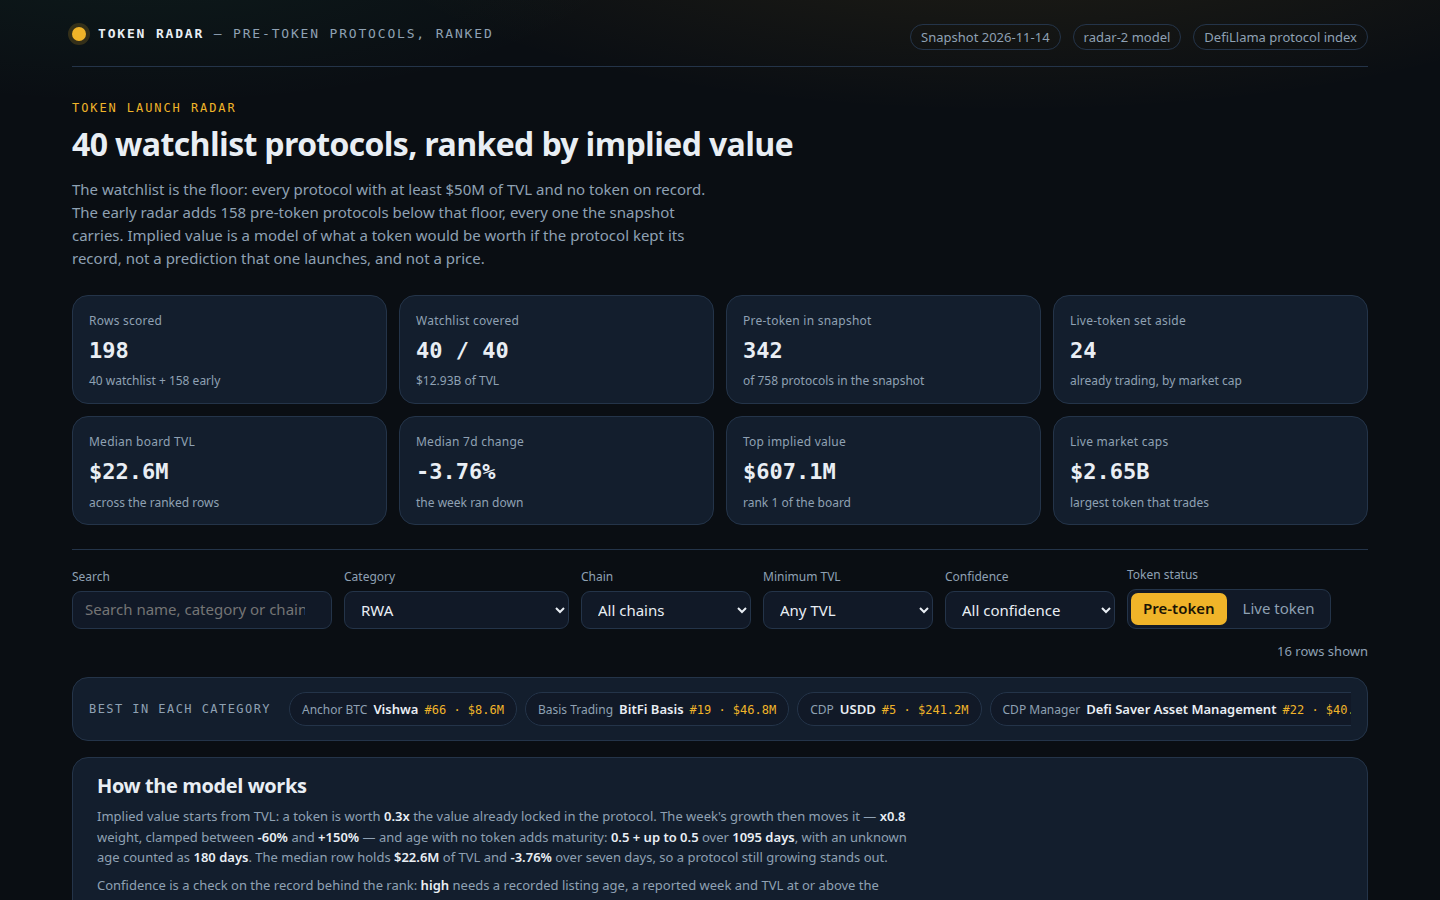 TOKEN RADAR — PRE-TOKEN PROTOCOLS, RANKED
Snapshot 2026-11-14
radar-2 model
DefiLlama protocol index
TOKEN LAUNCH RADAR
40 watchlist protocols, ranked by implied value
The watchlist is the floor: every protocol with at least $50M of TVL and no token on record.
The early radar adds 158 pre-token protocols below that floor, every one the snapshot
carries. Implied value is a model of what a token would be worth if the protocol kept its
record, not a prediction that one launches, and not a price.
Rows scored
198
40 watchlist + 158 early
Watchlist covered
40 / 40
$12.93B of TVL
Pre-token in snapshot
342
of 758 protocols in the snapshot
Live-token set aside
24
already trading, by market cap
Median board TVL
$22.6M
across the ranked rows
Median 7d change
-3.76%
the week ran down
Top implied value
$607.1M
rank 1 of the board
Live market caps
$2.65B
largest token that trades
Search
Search name, category or chain
Category
RWA
Chain
All chains
Minimum TVL
Any TVL
Confidence
All confidence
Token status
Pre-token
Live token
16 rows shown
BEST IN EACH CATEGORY
Anchor BTC Vishwa #66 · $8.6M
Basis Trading BitFi Basis #19 · $46.8M
CDP USDD #5 · $241.2M
CDP Manager Defi Saver Asset Management #22 · $40.
How the model works
Implied value starts from TVL: a token is worth 0.3x the value already locked in the protocol. The week's growth then moves it — x0.8
weight, clamped between -60% and +150% — and age with no token adds maturity: 0.5 + up to 0.5 over 1095 days, with an unknown
age counted as 180 days. The median row holds $22.6M of TVL and -3.76% over seven days, so a protocol still growing stands out.
Confidence is a check on the record behind the rank: high needs a recorded listing age, a reported week and TVL at or above the